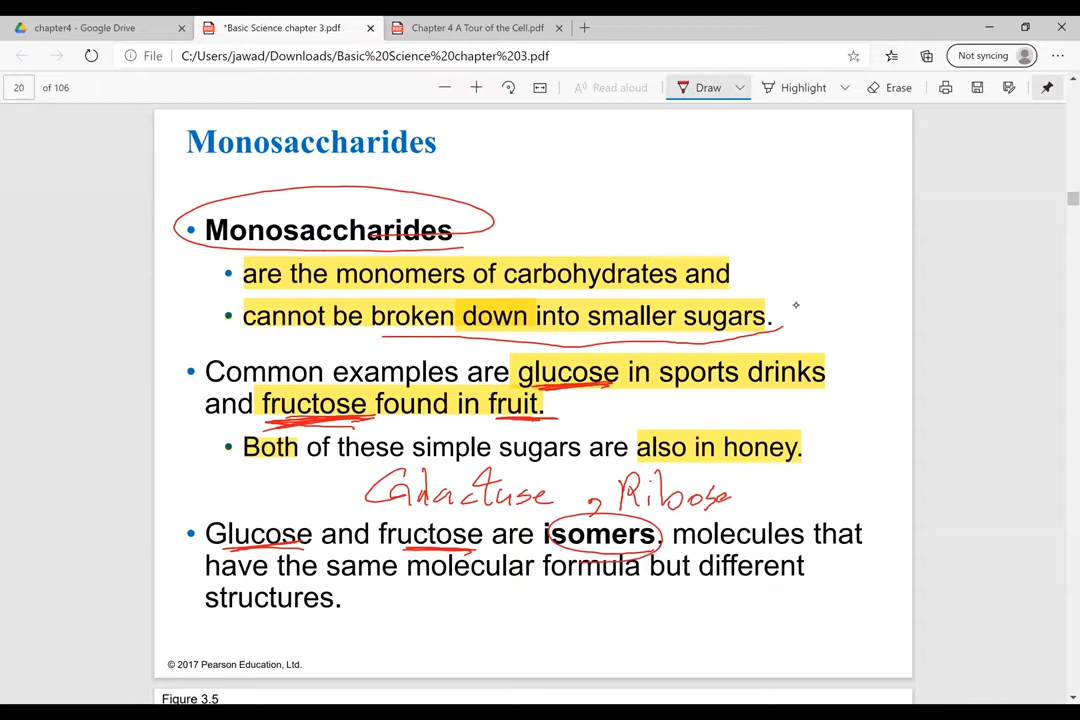 chapter4 - Google Drive
*Basic Science chapter 3.pdf
Chapter 4 A Tour of the Cell.pdf
File
C:/Users/jawad/Downloads/Basic%20Science%20chapter%203.pdf
Not syncing
20
of 106
Read aloud
Draw
Highlight
Erase
Monosaccharides
• Monosaccharides
• are the monomers of carbohydrates and
• cannot be broken down into smaller sugars.
• Common examples are glucose in sports drinks
and fructose found in fruit.
• Both of these simple sugars are also in honey.
Galactuse , Ribose
• Glucose and fructose are isomers, molecules that
have the same molecular formula but different
structures.
© 2017 Pearson Education, Ltd.
Figure 3.5